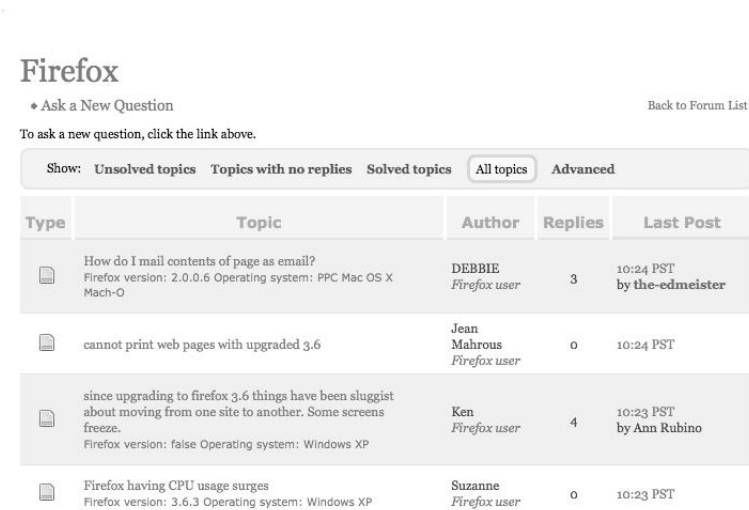 Firefox
Ask a New Question
Back to Forum List
To ask a new question, click the link above.
Show: Unsolved topics Topics with no replies Solved topics All topics Advanced
Type Topic Author Replies Last Post
How do I mail contents of page as email?
Firefox version: 2.0.0.6 Operating system: PPC Mac OS X
Mach-O
DEBBIE
Firefox user
3
10:24 PST
by the-edmeister
cannot print web pages with upgraded 3.6
Jean
Mahrous
Firefox user
0
10:24 PST
since upgrading to firefox 3.6 things have been sluggist
about moving from one site to another. Some screens
freeze.
Firefox version: false Operating system: Windows XP
Ken
Firefox user
4
10:23 PST
by Ann Rubino
Firefox having CPU usage surges
Firefox version: 3.6.3 Operating system: Windows XP
Suzanne
Firefox user
0
10:23 PST